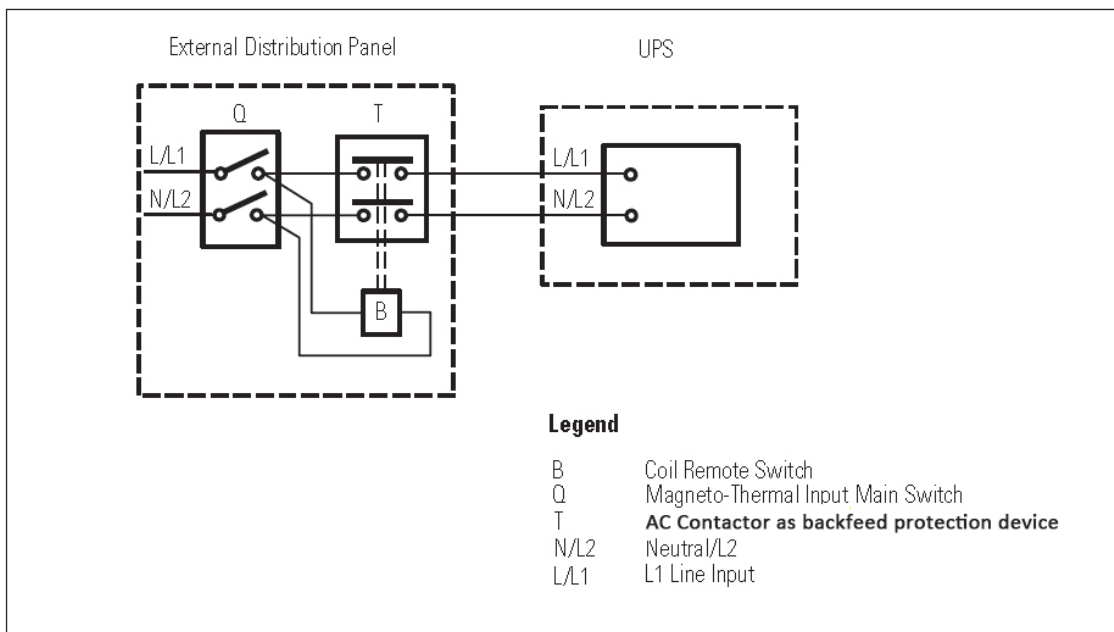 External Distribution Panel
UPS
Q
T
L/L1
N/L2
L/L1
N/L2
B
Legend
B Coil Remote Switch
Q Magneto-Thermal Input Main Switch
T AC Contactor as backfeed protection device
N/L2 Neutral/L2
L/L1 L1 Line Input